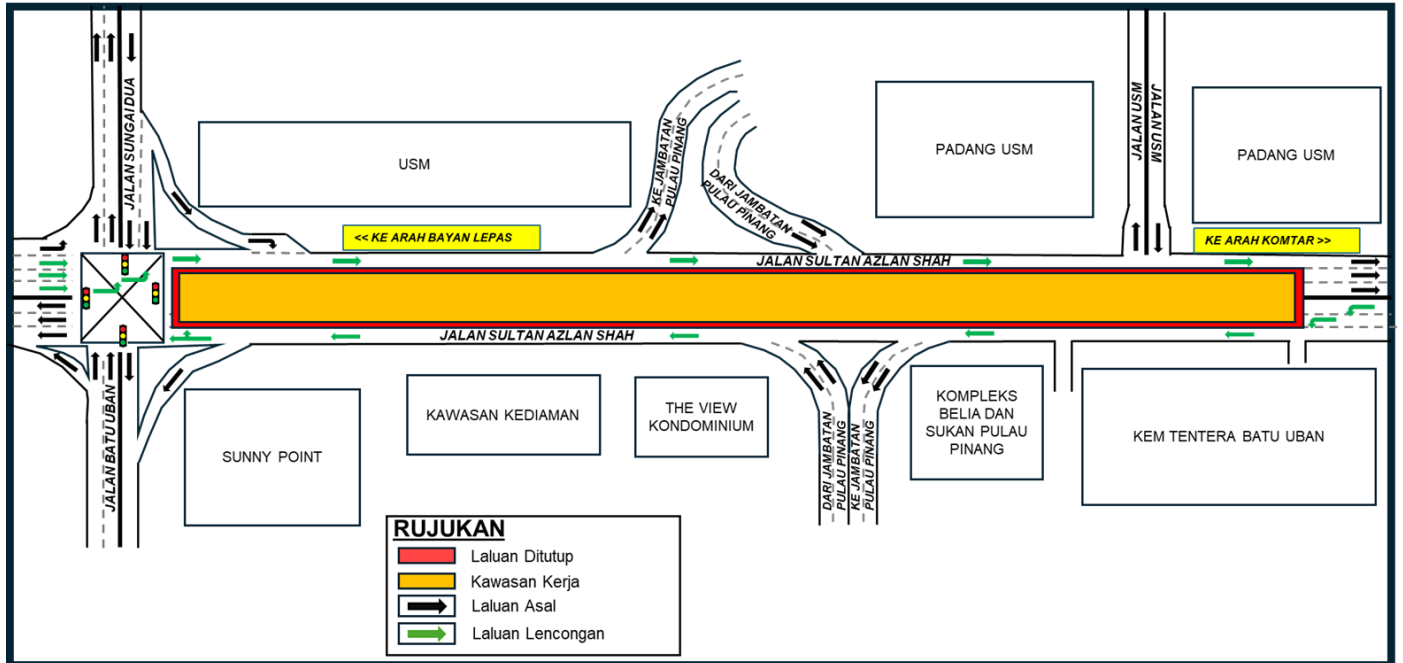 JALAN SUNGAI DUA
USM
<< KE ARAH BAYAN LEPAS
KE JAMBATAN
PULAU PINANG
DARI JAMBATAN
PULAU PINANG
PADANG USM
JALAN USM
JALAN USM
PADANG USM
KE ARAH KOMTAR >>
JALAN SULTAN AZLAN SHAH
JALAN SULTAN AZLAN SHAH
JALAN BATU UBAN
SUNNY POINT
KAWASAN KEDIAMAN
THE VIEW
KONDOMINIUM
DARI JAMBATAN
PULAU PINANG
KE JAMBATAN
PULAU PINANG
KOMPLEKS
BELIA DAN
SUKAN PULAU
PINANG
KEM TENTERA BATU UBAN
RUJUKAN
Laluan Ditutup
Kawasan Kerja
Laluan Asal
Laluan Lencongan